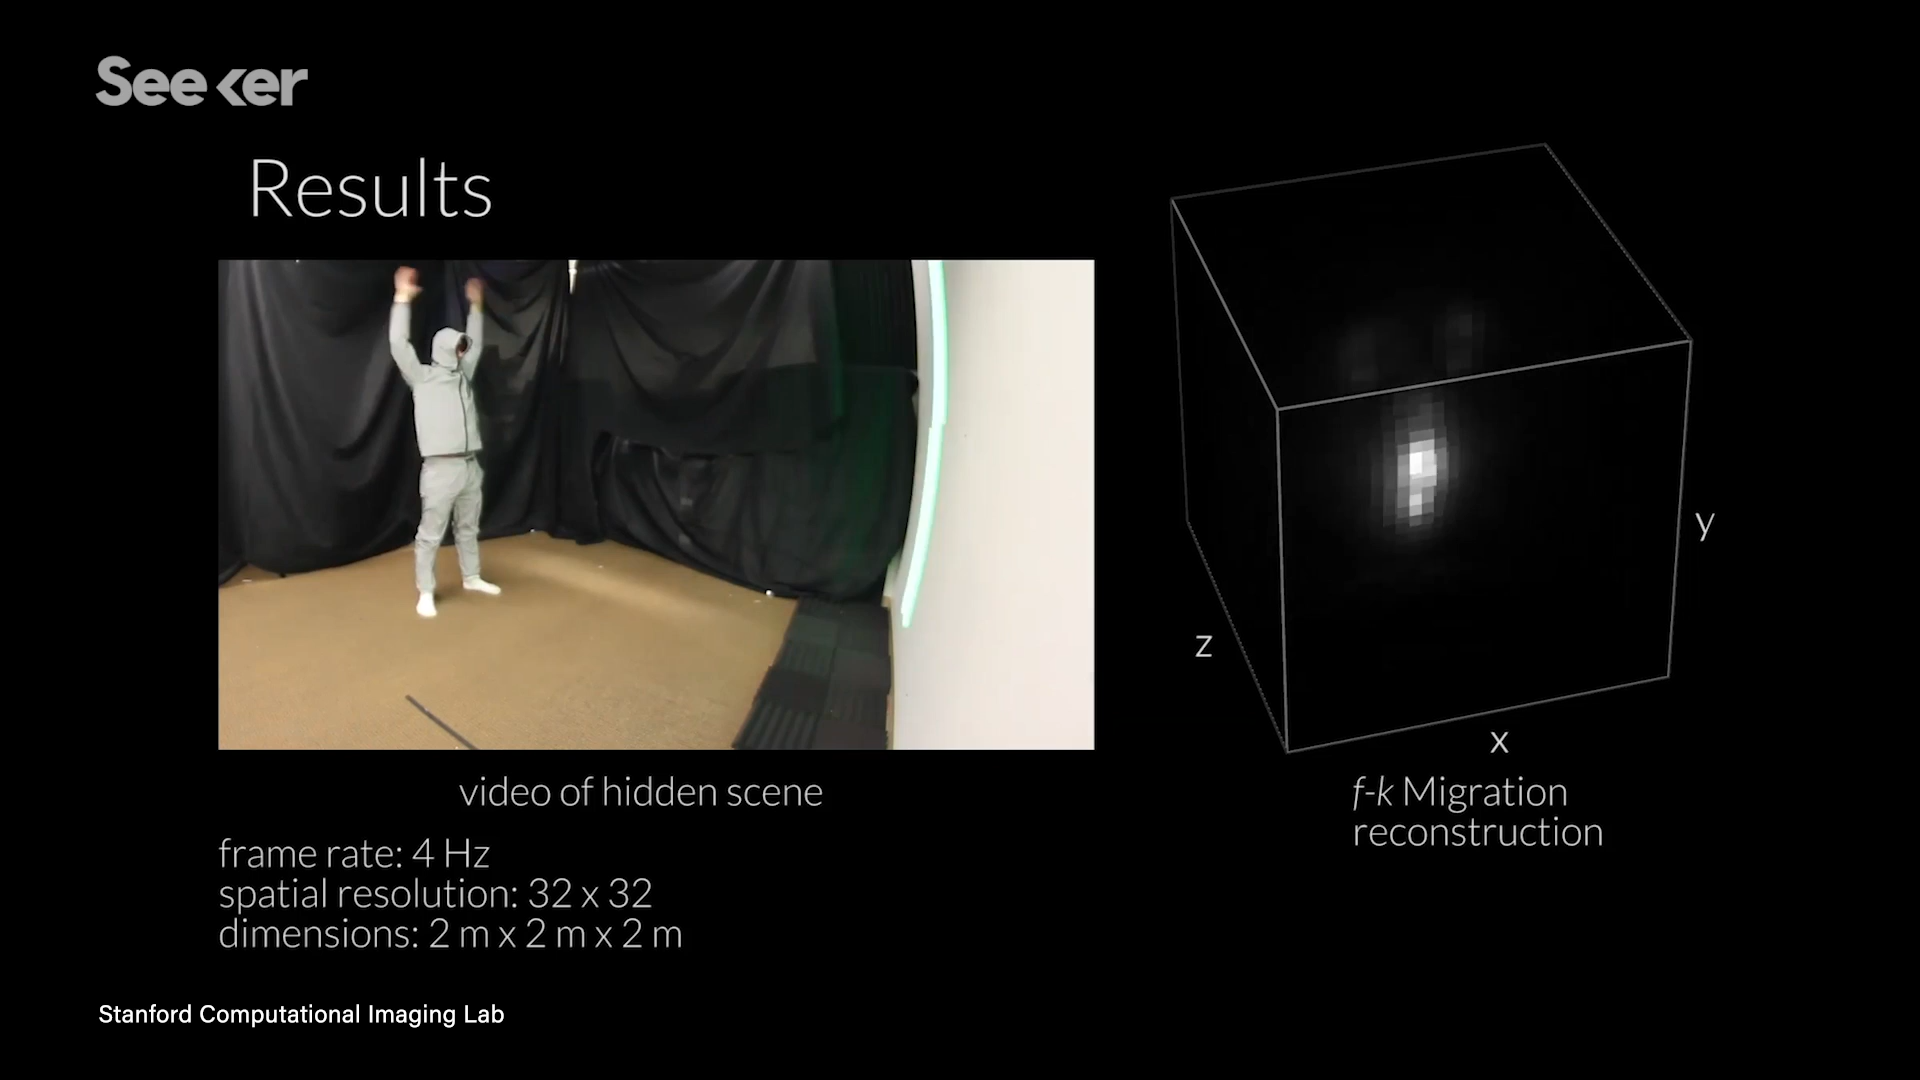 Seeker
Results
video of hidden scene
frame rate: 4 Hz
spatial resolution: 32 x 32
dimensions: 2 m x 2 m x 2 m
z
y
x
f-k Migration
reconstruction
Stanford Computational Imaging Lab